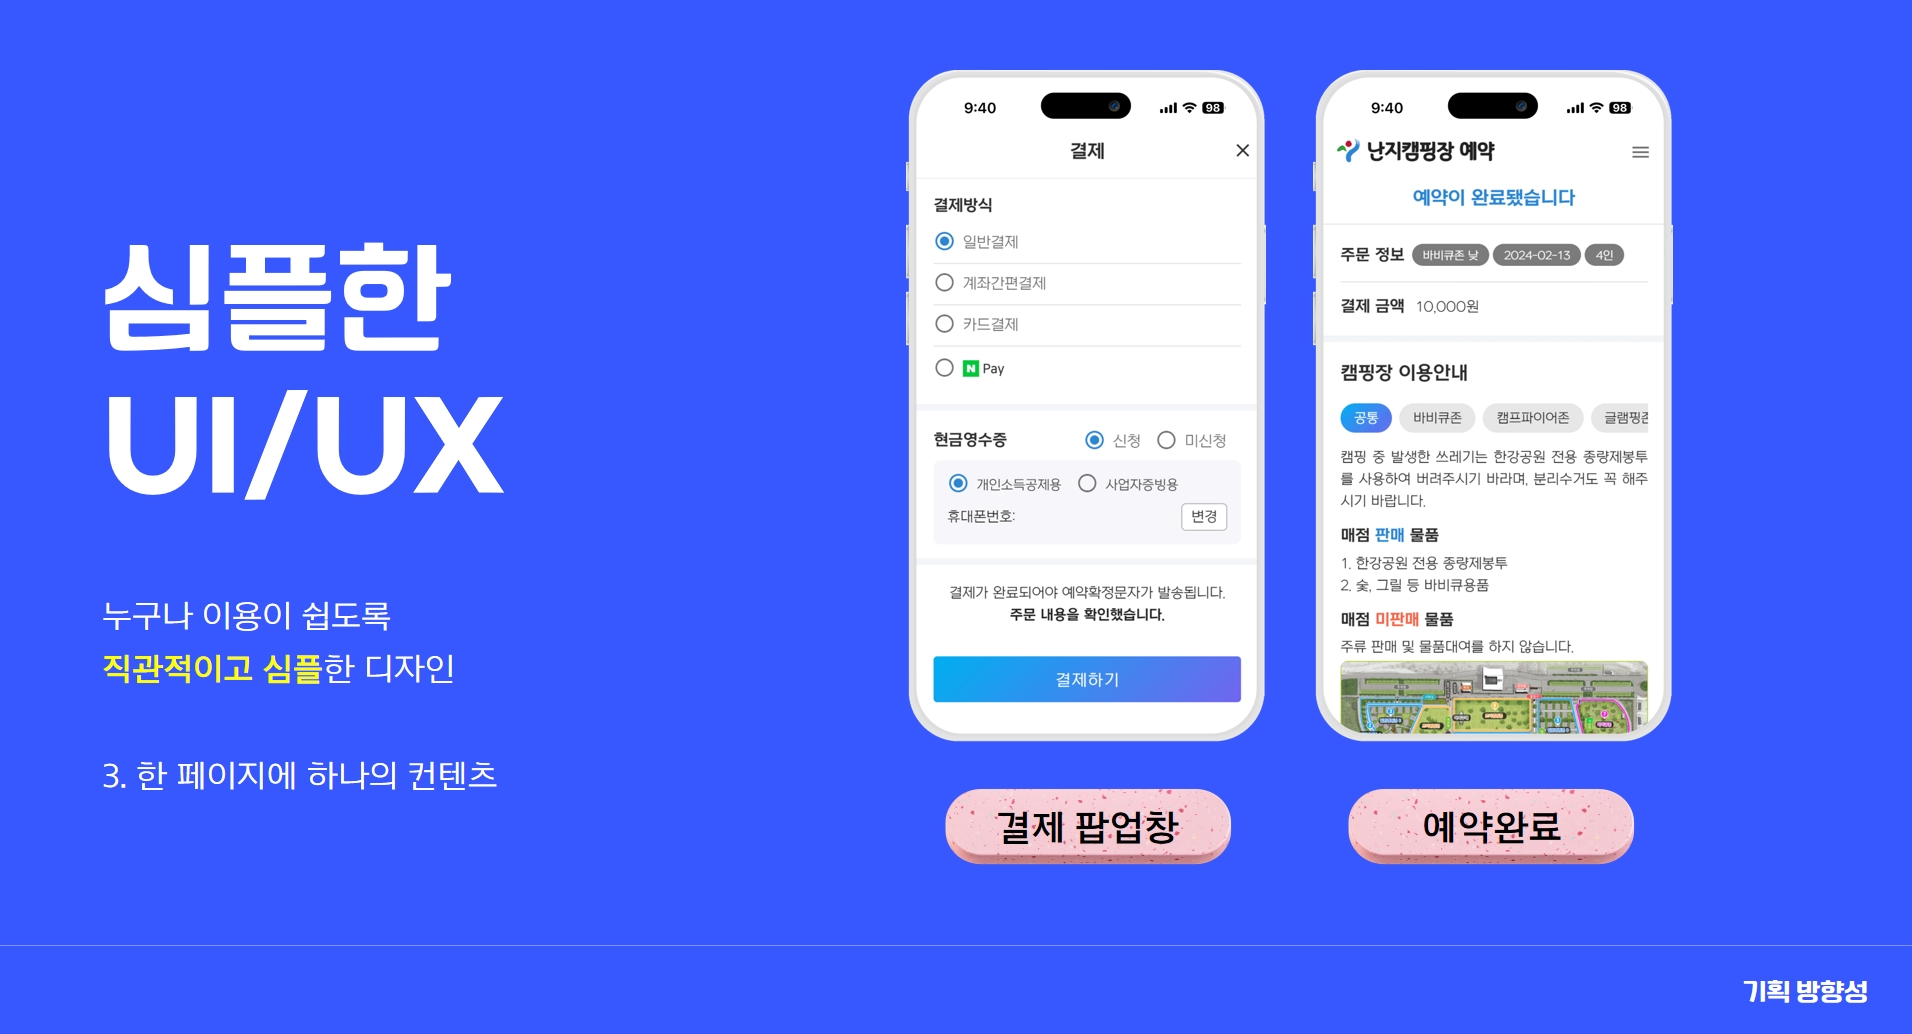 심플한
UI/UX
누구나 이용이 쉽도록
직관적이고 심플한 디자인
3. 한 페이지에 하나의 컨텐츠
9:40
98
결제
결제방식
일반결제
계좌간편결제
카드결제
N Pay
현금영수증 신청 미신청
개인소득공제용 사업자증빙용
휴대폰번호: 변경
결제가 완료되어야 예약확정문자가 발송됩니다.
주문 내용을 확인했습니다.
결제하기
결제 팝업창
9:40
98
난지캠핑장 예약
예약이 완료됐습니다
주문 정보 바비큐존 낮 2024-02-13 4인
결제 금액 10,000원
캠핑장 이용안내
공통 바비큐존 캠프파이어존 글램핑존
캠핑 중 발생한 쓰레기는 한강공원 전용 종량제봉투
를 사용하여 버려주시기 바라며, 분리수거도 꼭 해주
시기 바랍니다.
매점 판매 물품
1. 한강공원 전용 종량제봉투
2. 숯, 그릴 등 바비큐용품
매점 미판매 물품
주류 판매 및 물품대여를 하지 않습니다.
예약완료
기획 방향성